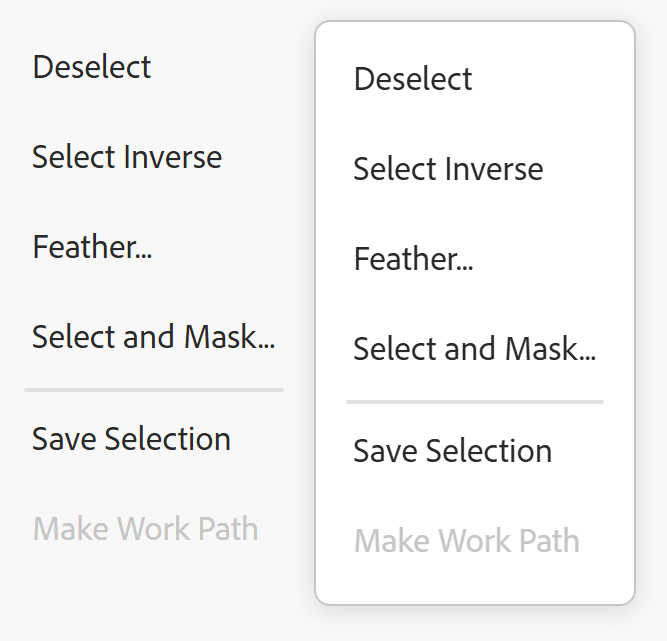 Deselect
Select Inverse
Feather...
Select and Mask...
Save Selection
Make Work Path
Deselect
Select Inverse
Feather...
Select and Mask...
Save Selection
Make Work Path